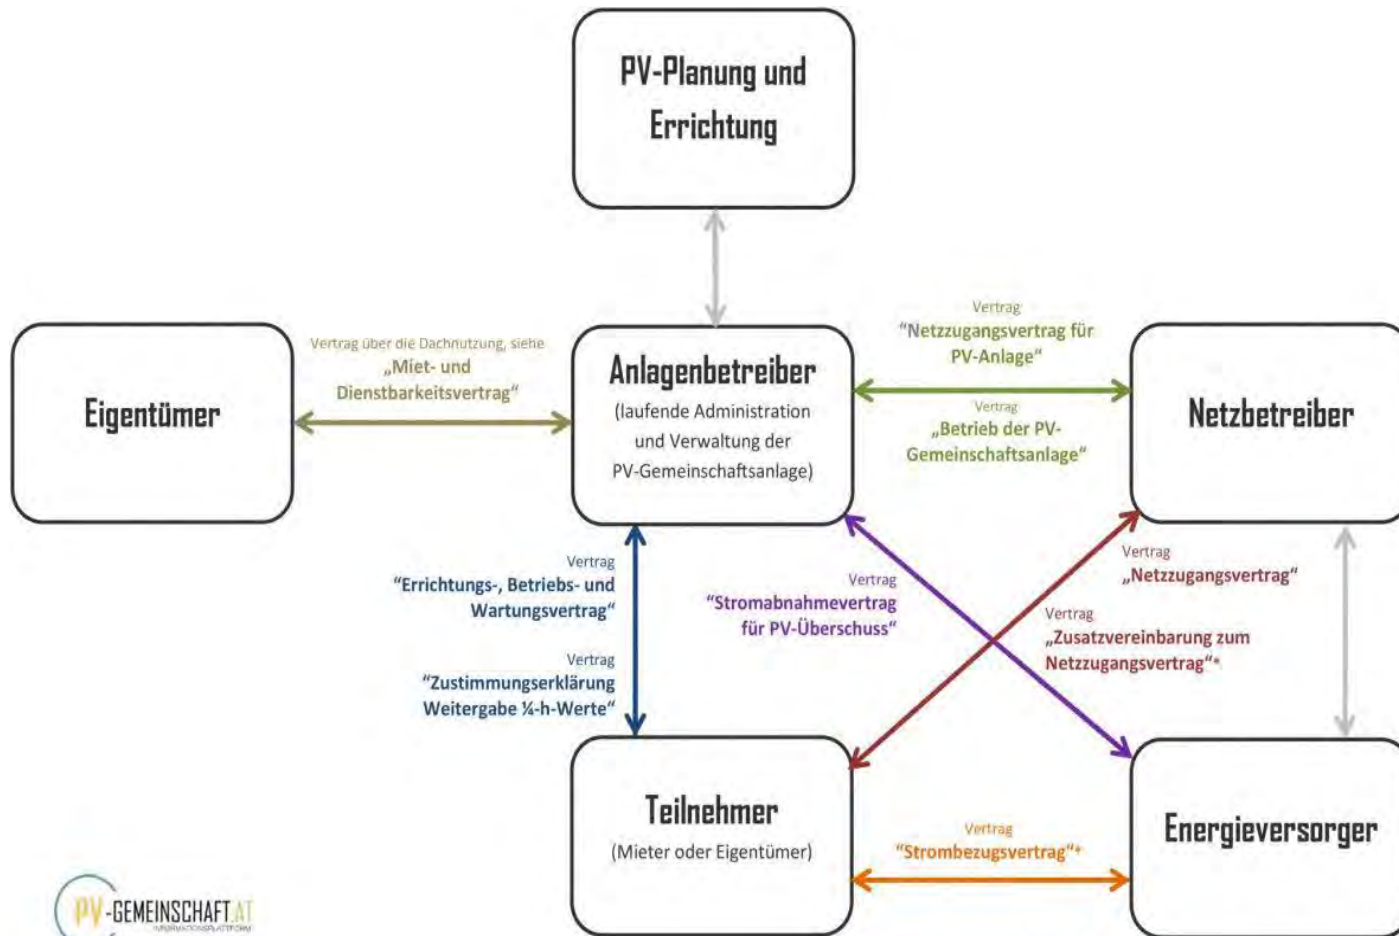 PV-Planung und
Errichtung
Vertrag über die Dachnutzung, siehe
„Miet- und
Dienstbarkeitsvertrag“
Eigentümer
Anlagenbetreiber
(laufende Administration
und Verwaltung der
PV-Gemeinschaftsanlage)
Vertrag
“Netzzugangsvertrag für
PV-Anlage“
Vertrag
„Betrieb der PV-
Gemeinschaftsanlage“
Netzbetreiber
Vertrag
“Errichtungs-, Betriebs- und
Wartungsvertrag“
Vertrag
“Zustimmungserklärung
Weitergabe ¼-h-Werte“
Vertrag
“Stromabnahmevertrag
für PV-Überschuss“
Vertrag
„Netzzugangsvertrag“
Vertrag
„Zusatzvereinbarung zum
Netzzugangsvertrag“*
Teilnehmer
(Mieter oder Eigentümer)
Vertrag
“Strombezugsvertrag“*
Energieversorger
PV-GEMEINSCHAFT.AT
INFORMATIONSPLATTFORM